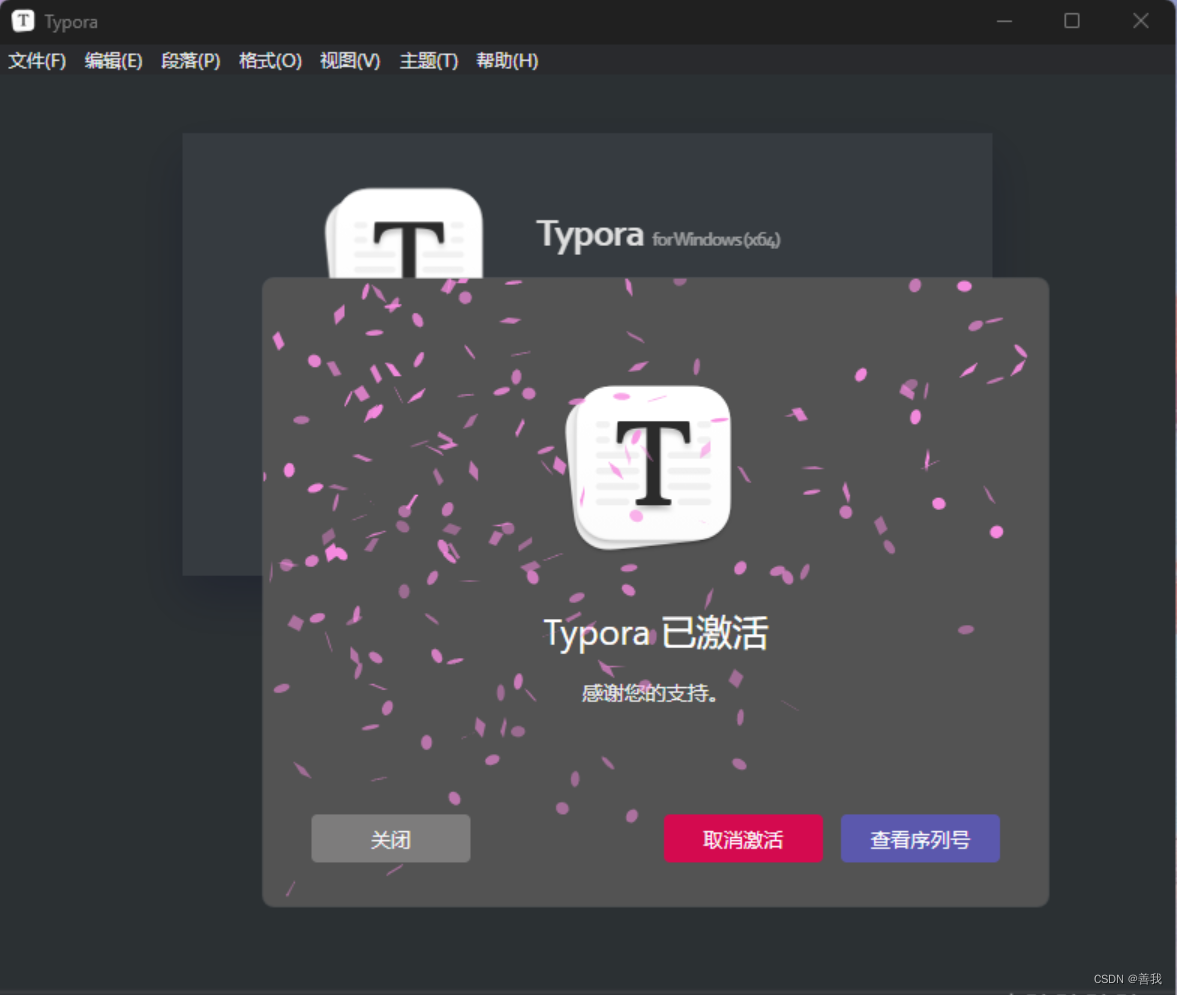 T Typora
文件(F) 编辑(E) 段落(P) 格式(O) 视图(V) 主题(T) 帮助(H)
T
Typora for Windows (x64)
T
Typora 已激活
感谢您的支持。
关闭 取消激活 查看序列号
CSDN @善我